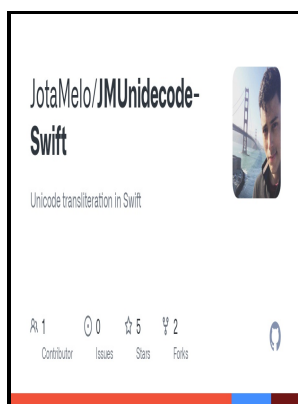 JotaMelo/JMUnidecode-
Swift
Unicode transliteration in Swift
1 0 5 2
Contributor Issues Stars Forks